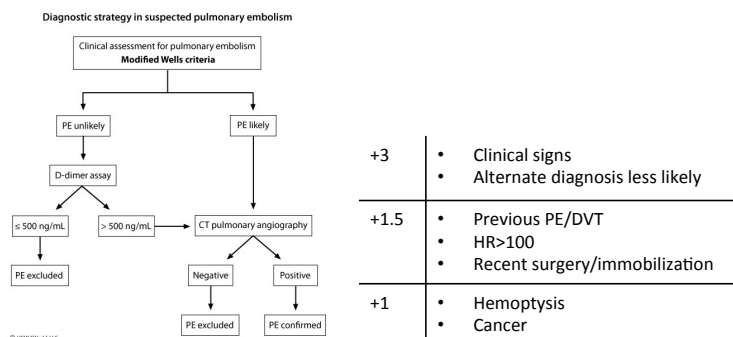 Diagnostic strategy in suspected pulmonary embolism
Clinical assessment for pulmonary embolism
Modified Wells criteria
PE unlikely
PE likely
D-dimer assay
≤ 500 ng/mL
> 500 ng/mL
CT pulmonary angiography
PE excluded
Negative
Positive
PE excluded
PE confirmed
+3
• Clinical signs
• Alternate diagnosis less likely
+1.5
• Previous PE/DVT
• HR>100
• Recent surgery/immobilization
+1
• Hemoptysis
• Cancer